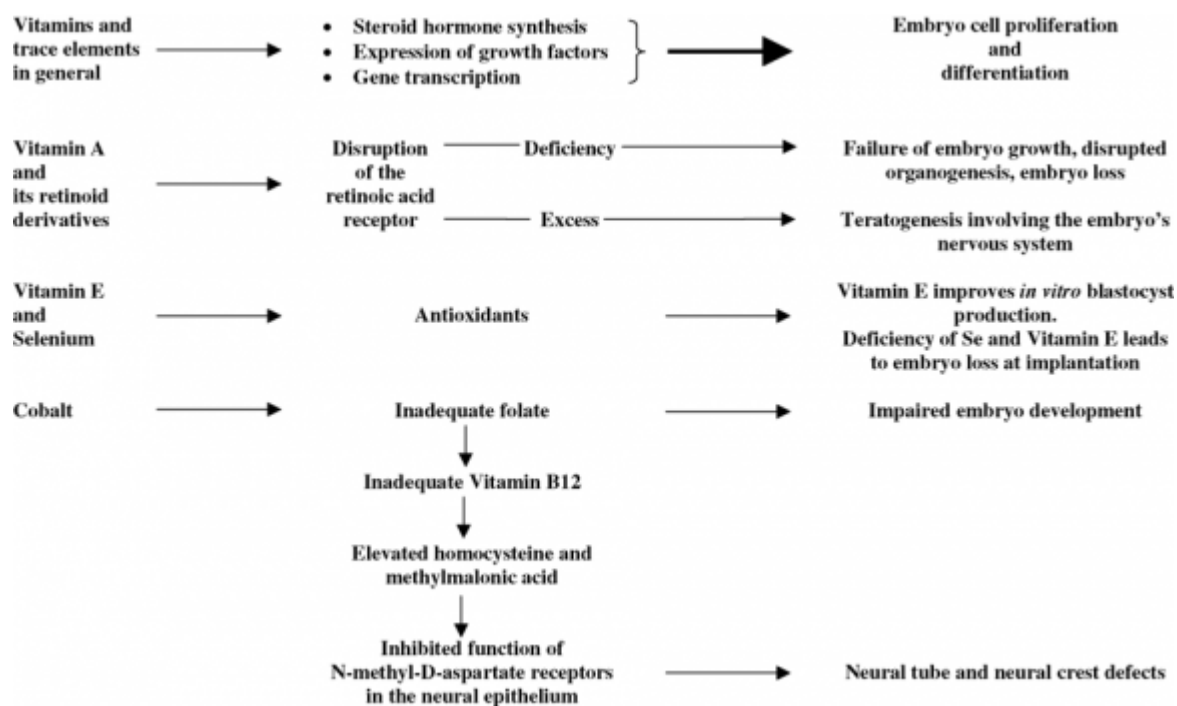 Vitamins and
trace elements
in general
• Steroid hormone synthesis
• Expression of growth factors
• Gene transcription
Embryo cell proliferation
and
differentiation
Vitamin A
and
its retinoid
derivatives
Disruption
of the
retinoic acid
receptor
Deficiency
Failure of embryo growth, disrupted
organogenesis, embryo loss
Excess
Teratogenesis involving the embryo's
nervous system
Vitamin E
and
Selenium
Antioxidants
Vitamin E improves in vitro blastocyst
production.
Deficiency of Se and Vitamin E leads
to embryo loss at implantation
Cobalt
Inadequate folate
Impaired embryo development
Inadequate Vitamin B12
Elevated homocysteine and
methylmalonic acid
Inhibited function of
N-methyl-D-aspartate receptors
in the neural epithelium
Neural tube and neural crest defects